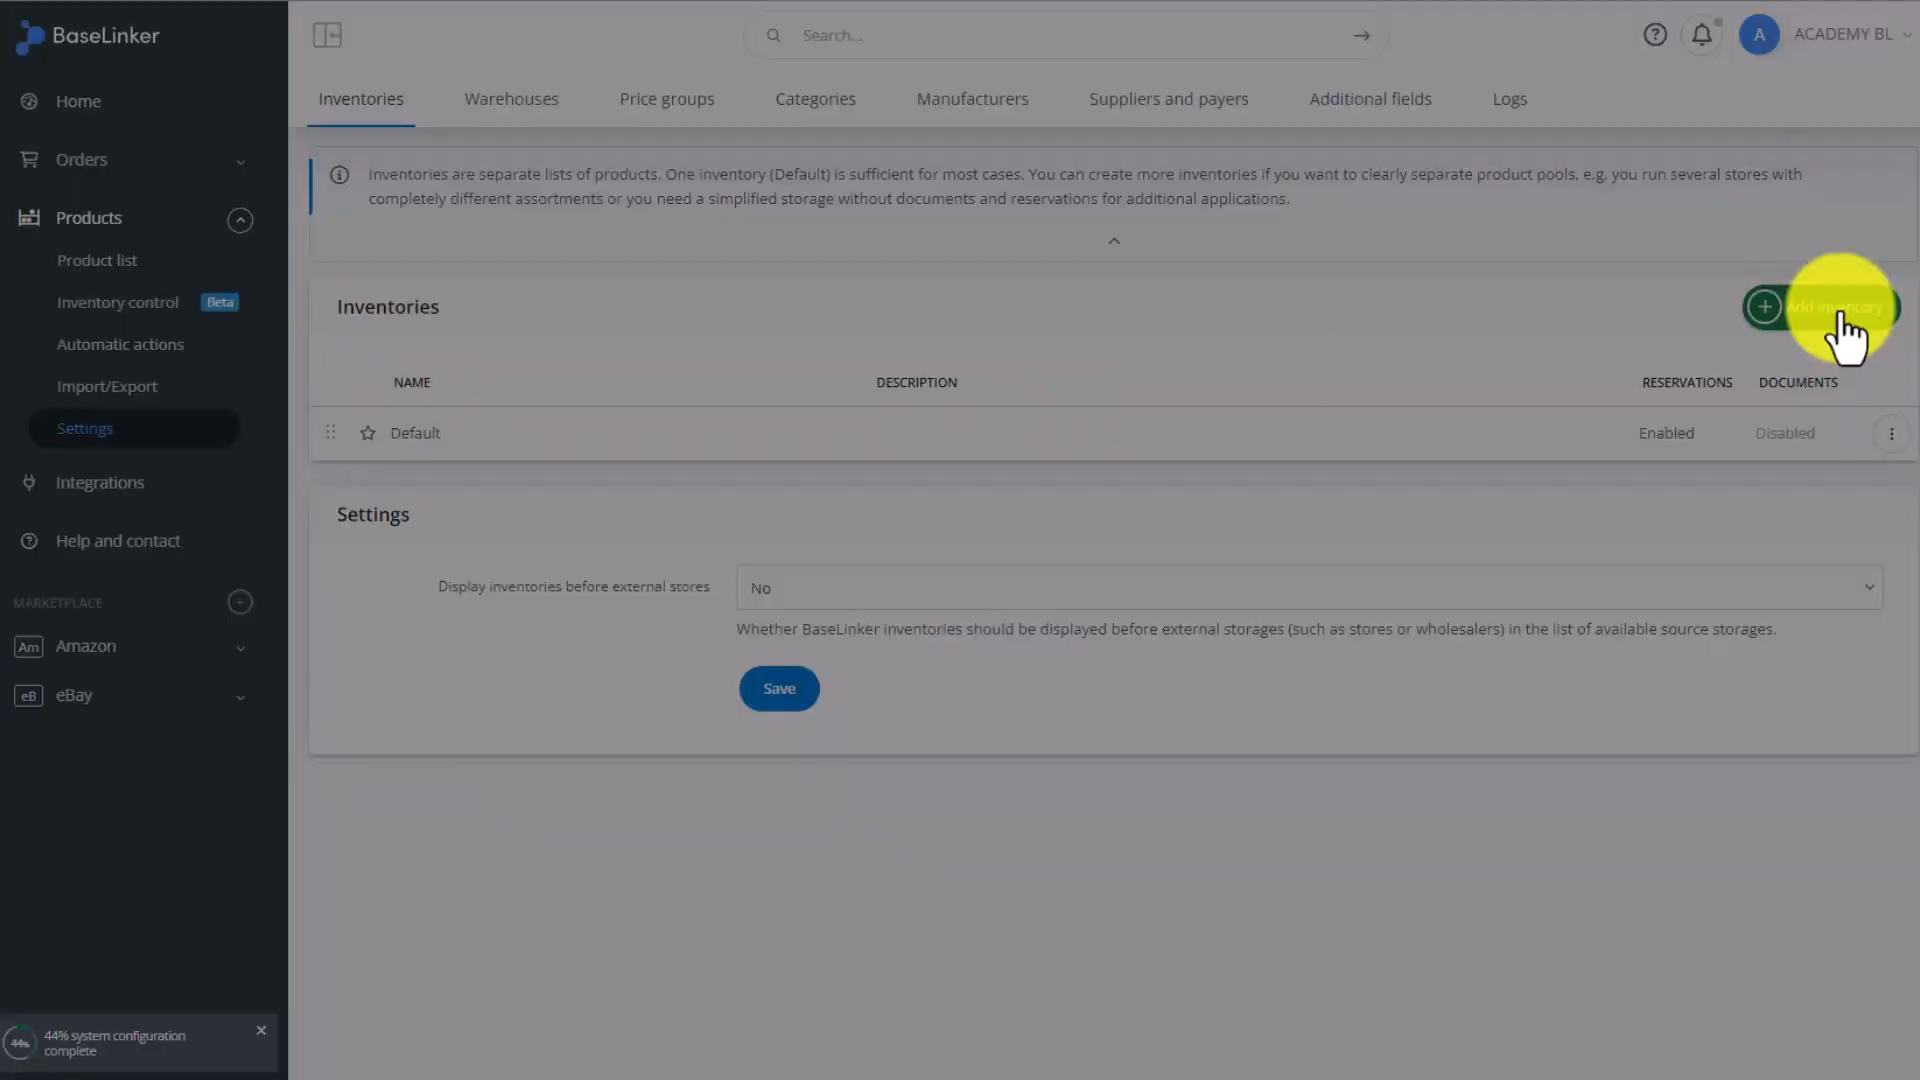 BaseLinker
Search...
A
ACADEMY BL
Home
Orders
Products
Product list
Inventory control Beta
Automatic actions
Import/Export
Settings
Integrations
Help and contact
MARKETPLACE
Am Amazon
eB eBay
44%
44% system configuration
complete
Inventories Warehouses Price groups Categories Manufacturers Suppliers and payers Additional fields Logs
Inventories are separate lists of products. One inventory (Default) is sufficient for most cases. You can create more inventories if you want to clearly separate product pools, e.g. you run several stores with
completely different assortments or you need a simplified storage without documents and reservations for additional applications.
Inventories
Add inventory
NAME DESCRIPTION RESERVATIONS DOCUMENTS
Default Enabled Disabled
Settings
Display inventories before external stores No
Whether BaseLinker inventories should be displayed before external storages (such as stores or wholesalers) in the list of available source storages.
Save